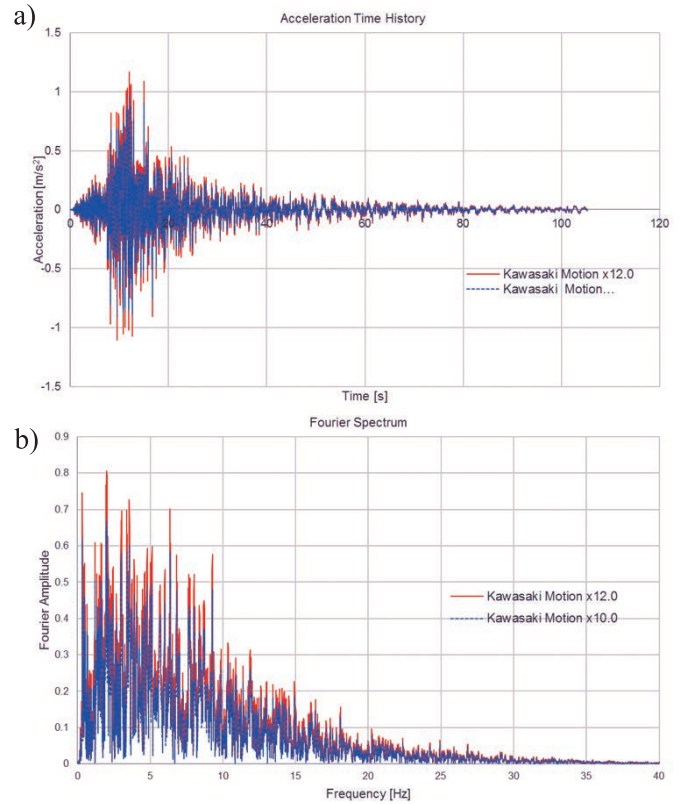 a)
Acceleration Time History
1.5
1
0.5
0
-0.5
-1
-1.5
0 20 40 60 80 100 120
Acceleration [m/s²]
Time [s]
Kawasaki Motion x12.0
Kawasaki Motion...
b)
Fourier Spectrum
0.9
0.8
0.7
0.6
0.5
0.4
0.3
0.2
0.1
0
0 5 10 15 20 25 30 35 40
Fourier Amplitude
Frequency [Hz]
Kawasaki Motion x12.0
Kawasaki Motion x10.0